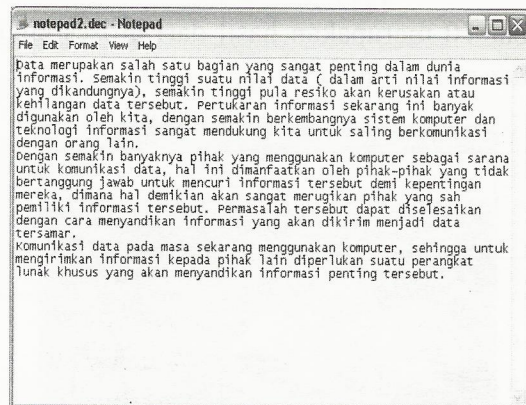 notepad2.dec - Notepad
File Edit Format View Help
Data merupakan salah satu bagian yang sangat penting dalam dunia
informasi. Semakin tinggi suatu nilai data ( dalam arti nilai informasi
yang dikandungnya), semakin tinggi pula resiko akan kerusakan atau
kehilangan data tersebut. Pertukaran informasi sekarang ini banyak
digunakan oleh kita, dengan semakin berkembangnya sistem komputer dan
teknologi informasi sangat mendukung kita untuk saling berkomunikasi
dengan orang lain.
Dengan semakin banyaknya pihak yang menggunakan komputer sebagai sarana
untuk komunikasi data, hal ini dimanfaatkan oleh pihak-pihak yang tidak
bertanggung jawab untuk mencuri informasi tersebut demi kepentingan
mereka, dimana hal demikian akan sangat merugikan pihak yang sah
pemiliki informasi tersebut. Permasalah tersebut dapat diselesaikan
dengan cara menyandikan informasi yang akan dikirim menjadi data
tersamar.
Komunikasi data pada masa sekarang menggunakan komputer, sehingga untuk
mengirimkan informasi kepada pihak lain diperlukan suatu perangkat
lunak khusus yang akan menyandikan informasi penting tersebut.